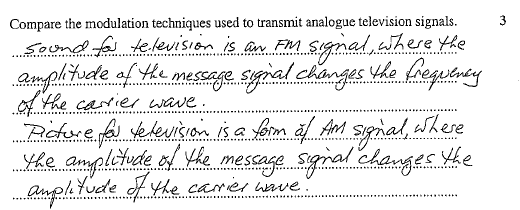 Compare the modulation techniques used to transmit analogue television signals. 3
Sound for television is an FM signal, where the
amplitude of the message signal changes the frequency
of the carrier wave.
Picture for television is a form of AM signal, where
the amplitude of the message signal changes the
amplitude of the carrier wave.